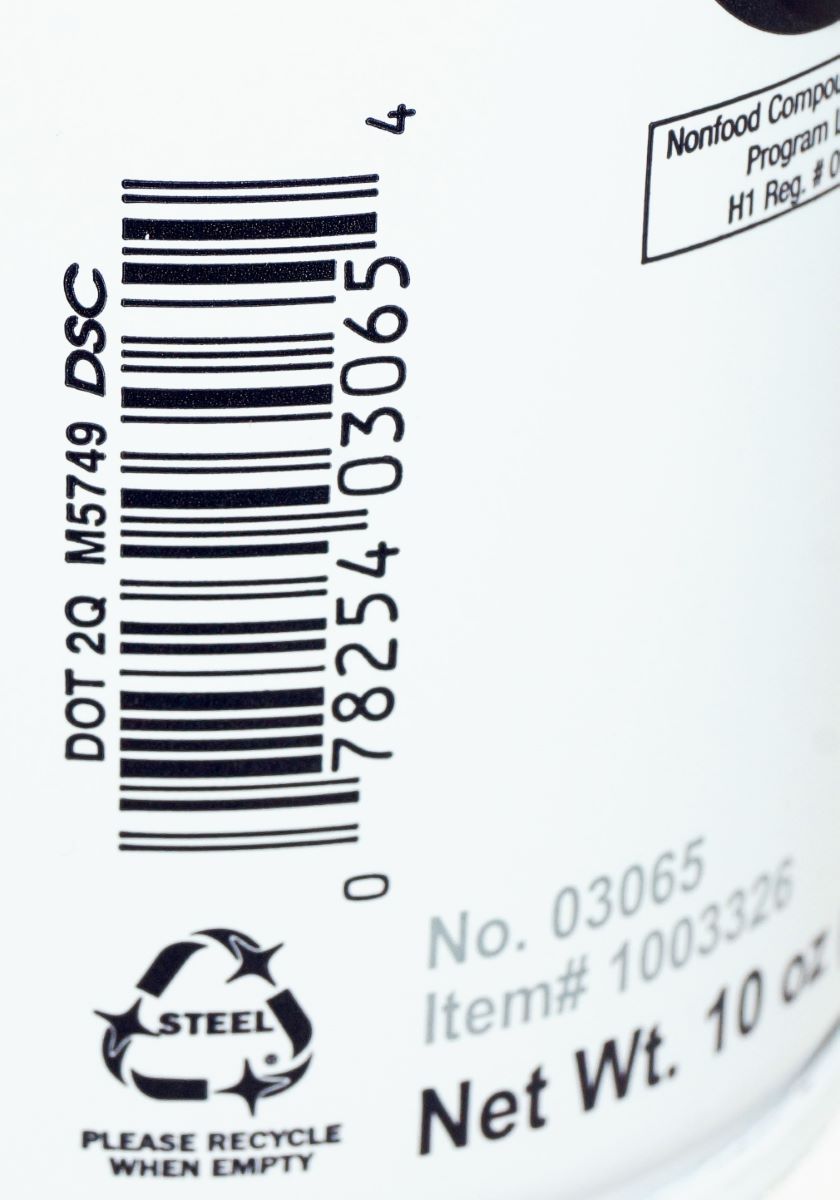 Nonfood Compou
Program L
H1 Reg. # 0
DOT 2Q M5749 DSC
0 78254 03065 4
No. 03065
Item# 1003326
Net Wt. 10 oz
STEEL
PLEASE RECYCLE
WHEN EMPTY